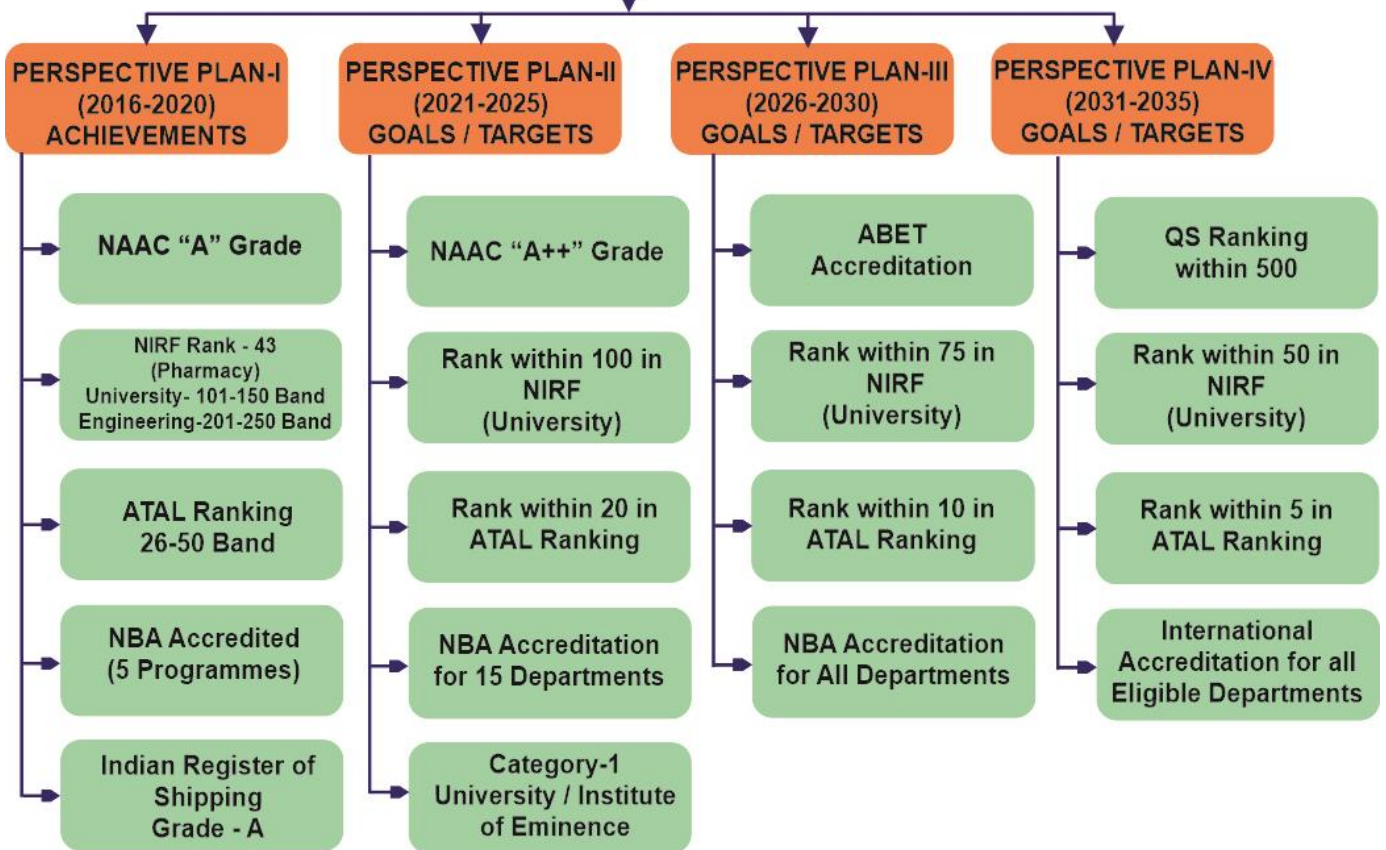 PERSPECTIVE PLAN-I
(2016-2020)
ACHIEVEMENTS
NAAC “A” Grade
NIRF Rank - 43
(Pharmacy)
University- 101-150 Band
Engineering-201-250 Band
ATAL Ranking
26-50 Band
NBA Accredited
(5 Programmes)
Indian Register of
Shipping
Grade - A
PERSPECTIVE PLAN-II
(2021-2025)
GOALS / TARGETS
NAAC “A++” Grade
Rank within 100 in
NIRF
(University)
Rank within 20 in
ATAL Ranking
NBA Accreditation
for 15 Departments
Category-1
University / Institute
of Eminence
PERSPECTIVE PLAN-III
(2026-2030)
GOALS / TARGETS
ABET
Accreditation
Rank within 75 in
NIRF
(University)
Rank within 10 in
ATAL Ranking
NBA Accreditation
for All Departments
PERSPECTIVE PLAN-IV
(2031-2035)
GOALS / TARGETS
QS Ranking
within 500
Rank within 50 in
NIRF
(University)
Rank within 5 in
ATAL Ranking
International
Accreditation for all
Eligible Departments